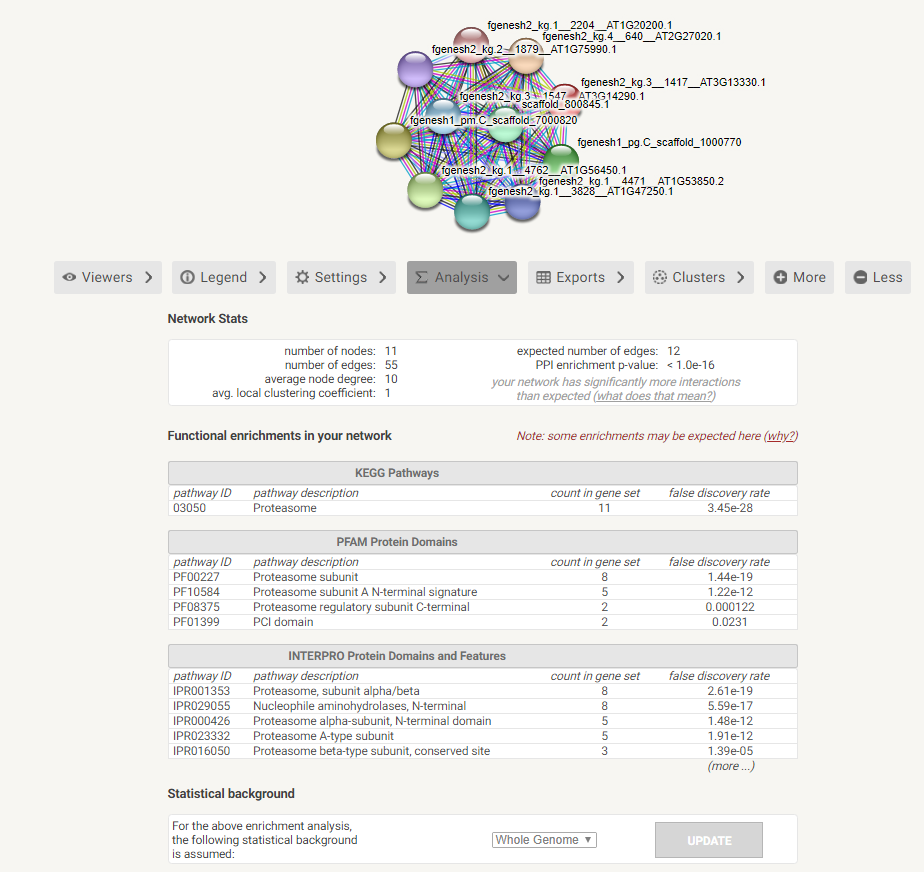 fgenesh2_kg.1__2204__AT1G20200.1
fgenesh2_kg.4__640__AT2G27020.1
fgenesh2_kg.2__1879__AT1G75990.1
fgenesh2_kg.3__1417__AT3G13330.1
fgenesh2_kg.3__1547__AT3G14290.1
scaffold_800845.1
fgenesh1_pm.C_scaffold_7000820
fgenesh1_pg.C_scaffold_1000770
fgenesh2_kg.1__4762__AT1G56450.1
fgenesh2_kg.1__4471__AT1G53850.2
fgenesh2_kg.1__3828__AT1G47250.1
Viewers Legend Settings Analysis Exports Clusters More Less
Network Stats
number of nodes: 11 expected number of edges: 12
number of edges: 55 PPI enrichment p-value: < 1.0e-16
average node degree: 10 your network has significantly more interactions
avg. local clustering coefficient: 1 than expected (what does that mean?)
Functional enrichments in your network Note: some enrichments may be expected here (why?)
KEGG Pathways
pathway ID pathway description count in gene set false discovery rate
03050 Proteasome 11 3.45e-28
PFAM Protein Domains
pathway ID pathway description count in gene set false discovery rate
PF00227 Proteasome subunit 8 1.44e-19
PF10584 Proteasome subunit A N-terminal signature 5 1.22e-12
PF08375 Proteasome regulatory subunit C-terminal 2 0.000122
PF01399 PCI domain 2 0.0231
INTERPRO Protein Domains and Features
pathway ID pathway description count in gene set false discovery rate
IPR001353 Proteasome, subunit alpha/beta 8 2.61e-19
IPR029055 Nucleophile aminohydrolases, N-terminal 8 5.59e-17
IPR000426 Proteasome alpha-subunit, N-terminal domain 5 1.48e-12
IPR023332 Proteasome A-type subunit 5 1.91e-12
IPR016050 Proteasome beta-type subunit, conserved site 3 1.39e-05
(more ...)
Statistical background
For the above enrichment analysis,
the following statistical background
is assumed:
Whole Genome ▼ UPDATE